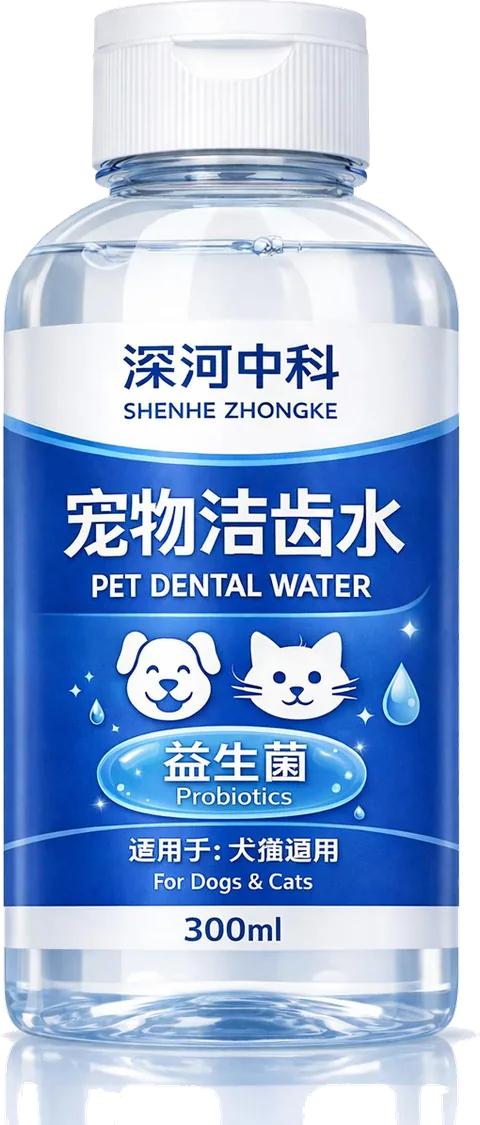 深河中科
SHENHE ZHONGKE
宠物洁齿水
PET DENTAL WATER
益生菌
Probiotics
适用于：犬猫通用
For Dogs & Cats
300ml